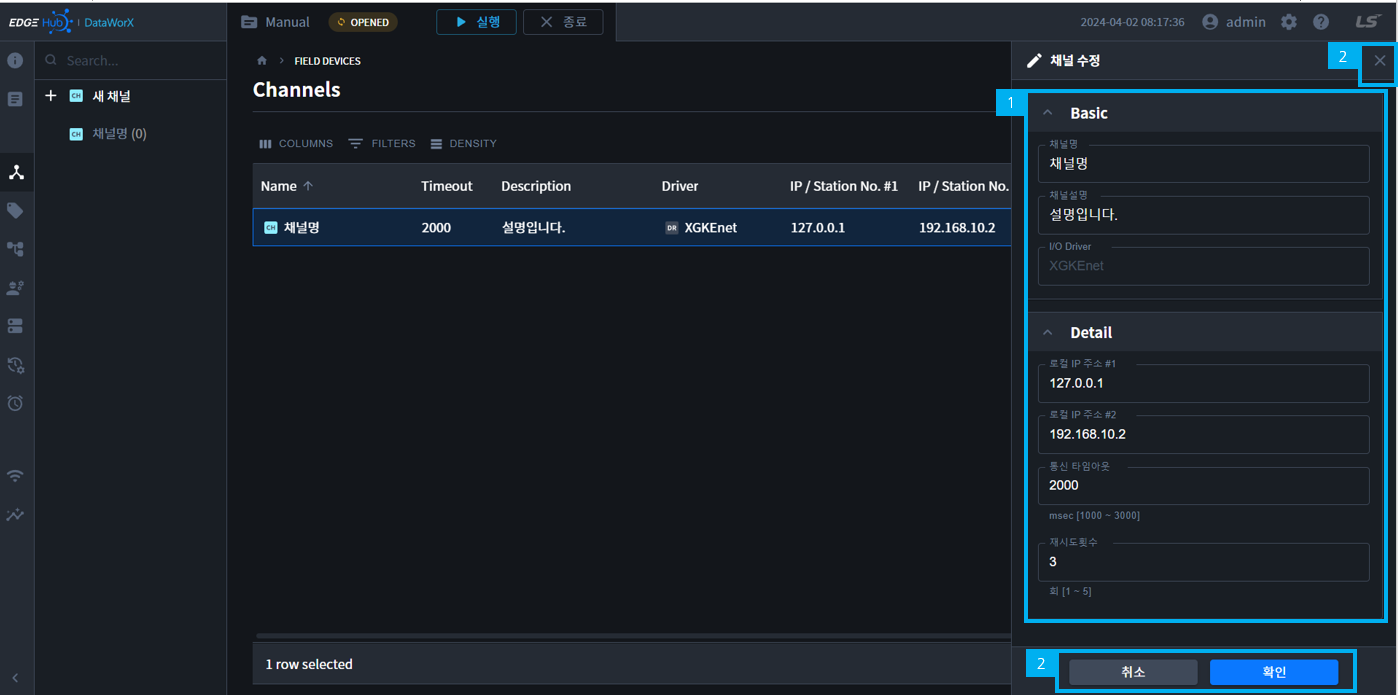 EDGE Hub | DataWorX
Manual
OPENED
실행
종료
2024-04-02 08:17:36
admin
LS
Search...
새 채널
CH
채널명 (0)
CH
FIELD DEVICES
Channels
COLUMNS
FILTERS
DENSITY
Name Timeout Description Driver IP / Station No. #1 IP / Station No.
CH 채널명 2000 설명입니다. DR XGKEnet 127.0.0.1 192.168.10.2
1 row selected
채널 수정
2
1
Basic
채널명
채널명
채널설명
설명입니다.
I/O Driver
XGKEnet
Detail
로컬 IP 주소 #1
127.0.0.1
로컬 IP 주소 #2
192.168.10.2
통신 타임아웃
2000
msec [1000 ~ 3000]
재시도횟수
3
회 [1 ~ 5]
2
취소
확인